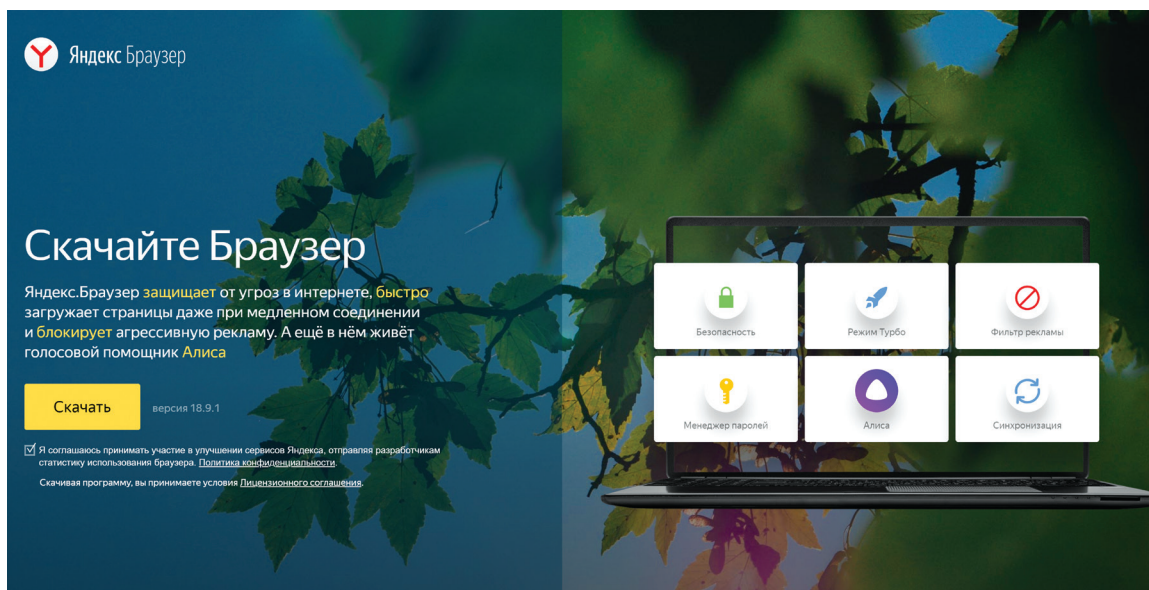 Яндекс Браузер
Скачайте Браузер
Яндекс.Браузер защищает от угроз в интернете, быстро
загружает страницы даже при медленном соединении
и блокирует агрессивную рекламу. А ещё в нём живёт
голосовой помощник Алиса
Скачать
версия 18.9.1
Я соглашаюсь принимать участие в улучшении сервисов Яндекса, отправляя разработчикам
статистику использования браузера. Политика конфиденциальности.
Скачивая программу, вы принимаете условия Лицензионного соглашения.
Безопасность
Режим Турбо
Фильтр рекламы
Менеджер паролей
Алиса
Синхронизация